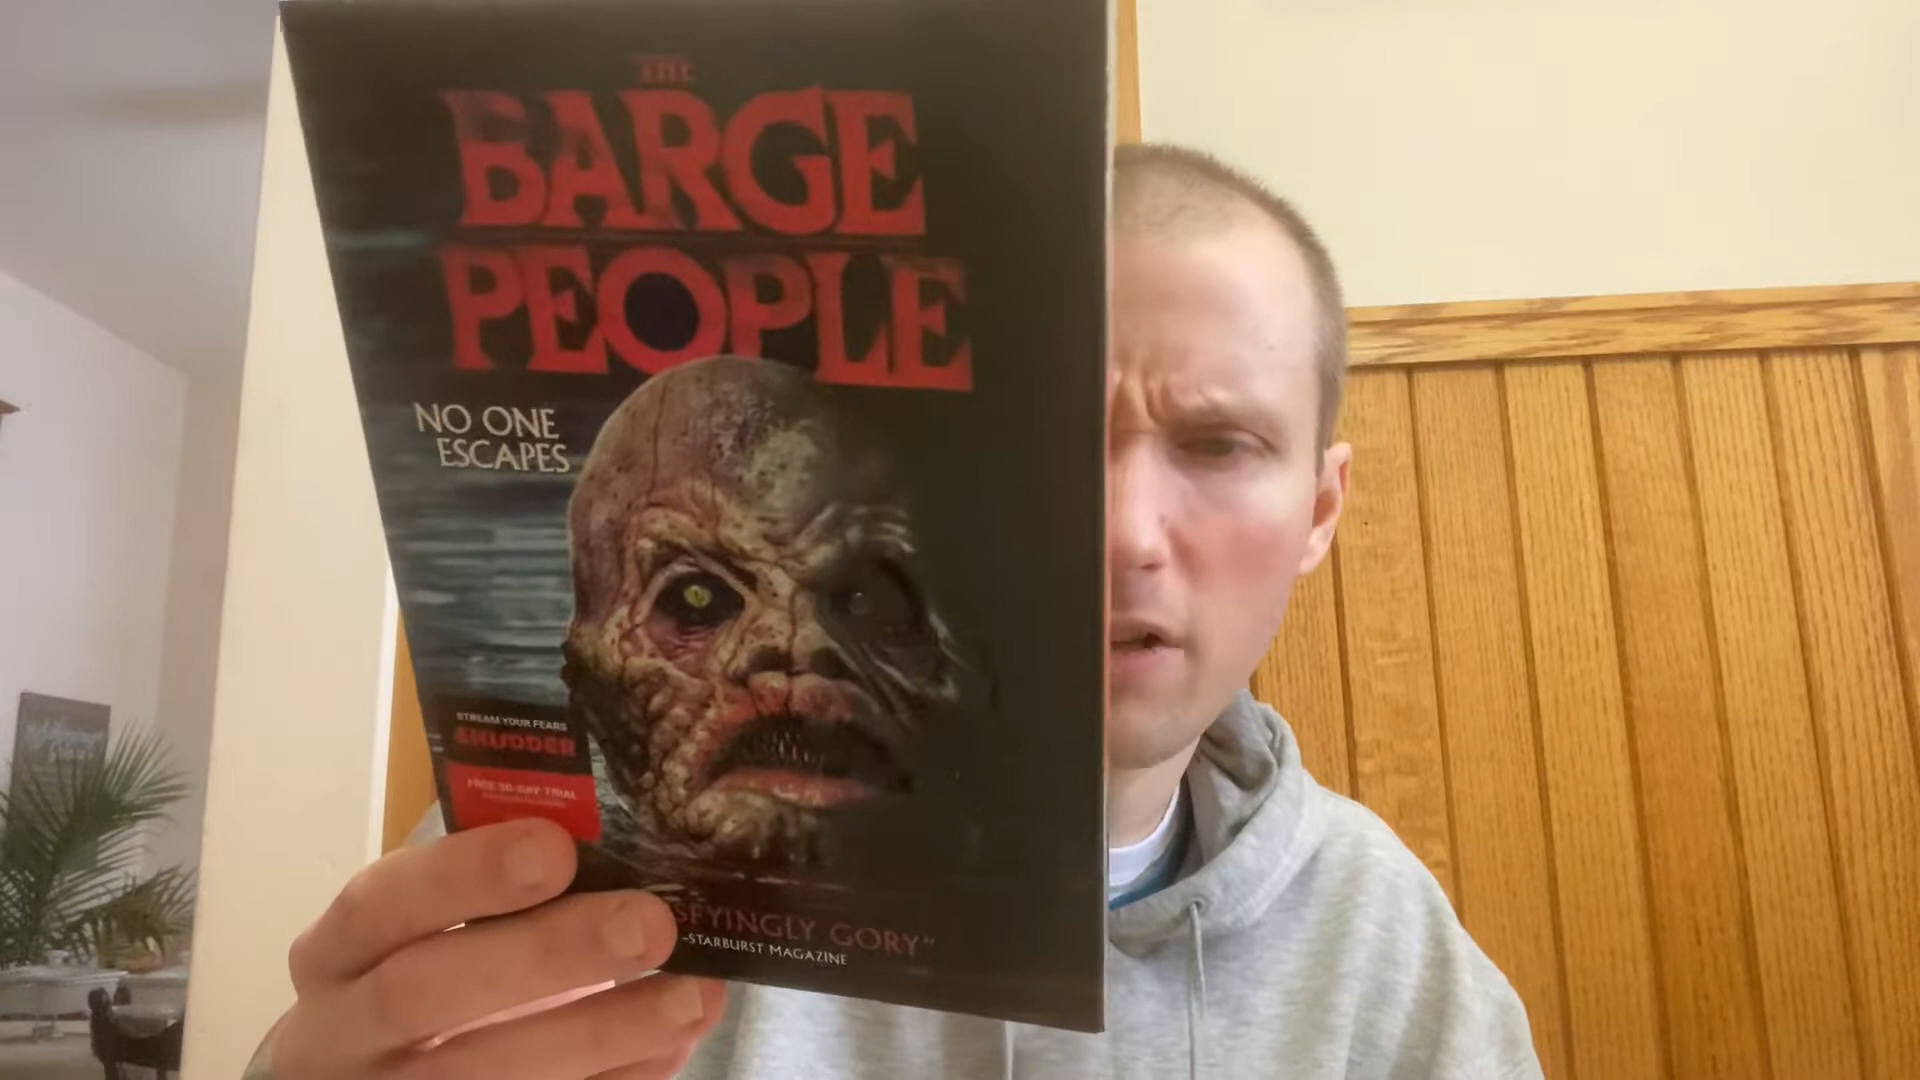 THE
BARGE
PEOPLE
NO ONE
ESCAPES
STREAM YOUR FEARS
SHUDDER
FREE 30-DAY TRIAL
SFYINGLY GORY"
-STARBURST MAGAZINE